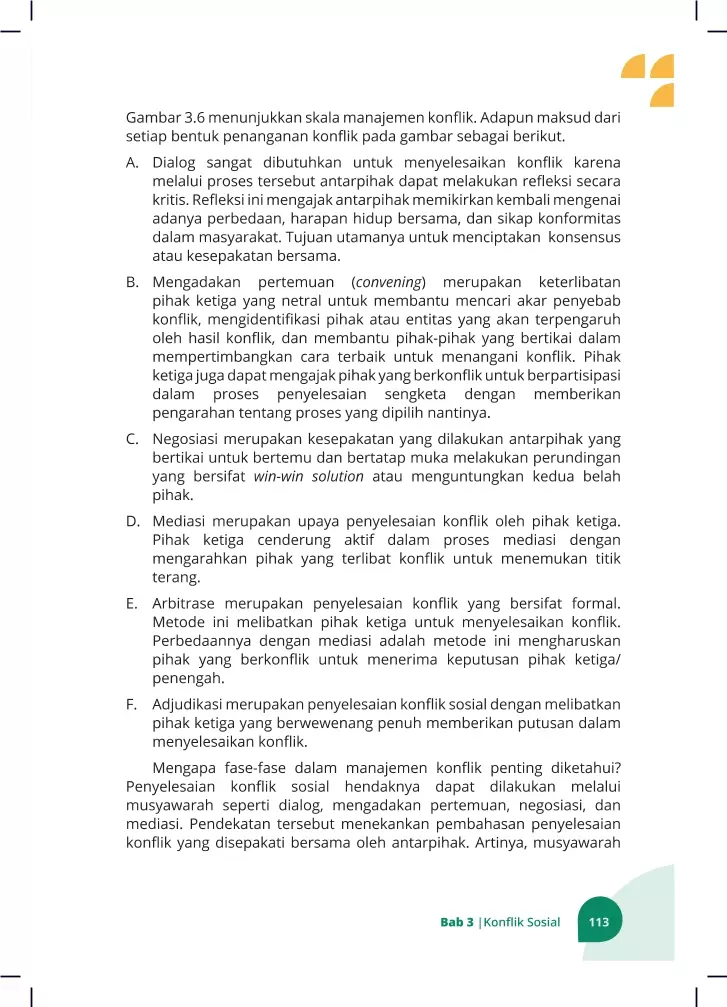 Gambar 3.6 menunjukkan skala manajemen konflik. Adapun maksud dari
setiap bentuk penanganan konflik pada gambar sebagai berikut.
A. Dialog sangat dibutuhkan untuk menyelesaikan konflik karena
melalui proses tersebut antarpihak dapat melakukan refleksi secara
kritis. Refleksi ini mengajak antarpihak memikirkan kembali mengenai
adanya perbedaan, harapan hidup bersama, dan sikap konformitas
dalam masyarakat. Tujuan utamanya untuk menciptakan konsensus
atau kesepakatan bersama.
B. Mengadakan pertemuan (convening) merupakan keterlibatan
pihak ketiga yang netral untuk membantu mencari akar penyebab
konflik, mengidentifikasi pihak atau entitas yang akan terpengaruh
oleh hasil konflik, dan membantu pihak-pihak yang bertikai dalam
mempertimbangkan cara terbaik untuk menangani konflik. Pihak
ketiga juga dapat mengajak pihak yang berkonflik untuk berpartisipasi
dalam proses penyelesaian sengketa dengan memberikan
pengarahan tentang proses yang dipilih nantinya.
C. Negosiasi merupakan kesepakatan yang dilakukan antarpihak yang
bertikai untuk bertemu dan bertatap muka melakukan perundingan
yang bersifat win-win solution atau menguntungkan kedua belah
pihak.
D. Mediasi merupakan upaya penyelesaian konflik oleh pihak ketiga.
Pihak ketiga cenderung aktif dalam proses mediasi dengan
mengarahkan pihak yang terlibat konflik untuk menemukan titik
terang.
E. Arbitrase merupakan penyelesaian konflik yang bersifat formal.
Metode ini melibatkan pihak ketiga untuk menyelesaikan konflik.
Perbedaannya dengan mediasi adalah metode ini mengharuskan
pihak yang berkonflik untuk menerima keputusan pihak ketiga/
penengah.
F. Adjudikasi merupakan penyelesaian konflik sosial dengan melibatkan
pihak ketiga yang berwewenang penuh memberikan putusan dalam
menyelesaikan konflik.
Mengapa fase-fase dalam manajemen konflik penting diketahui?
Penyelesaian konflik sosial hendaknya dapat dilakukan melalui
musyawarah seperti dialog, mengadakan pertemuan, negosiasi, dan
mediasi. Pendekatan tersebut menekankan pembahasan penyelesaian
konflik yang disepakati bersama oleh antarpihak. Artinya, musyawarah
Bab 3 |Konflik Sosial 113